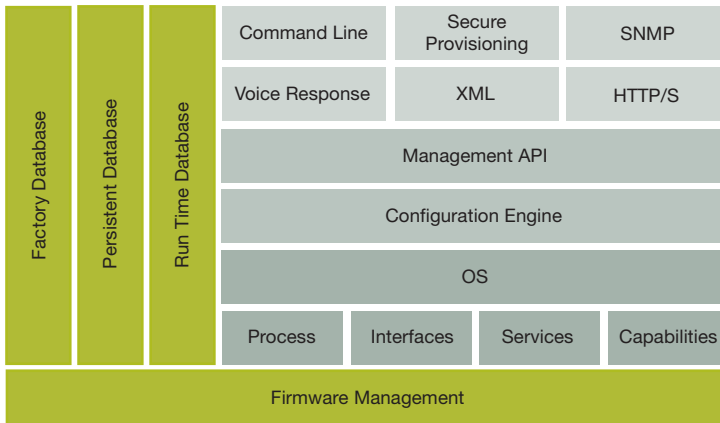 Factory Database
Persistent Database
Run Time Database
Command Line
Secure
Provisioning
SNMP
Voice Response
XML
HTTP/S
Management API
Configuration Engine
OS
Process
Interfaces
Services
Capabilities
Firmware Management